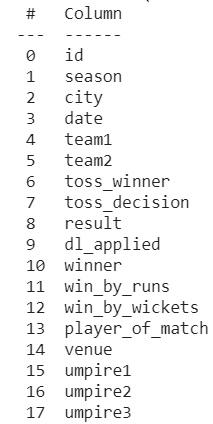 # Column
--- ------
0 id
1 season
2 city
3 date
4 team1
5 team2
6 toss_winner
7 toss_decision
8 result
9 dl_applied
10 winner
11 win_by_runs
12 win_by_wickets
13 player_of_match
14 venue
15 umpire1
16 umpire2
17 umpire3